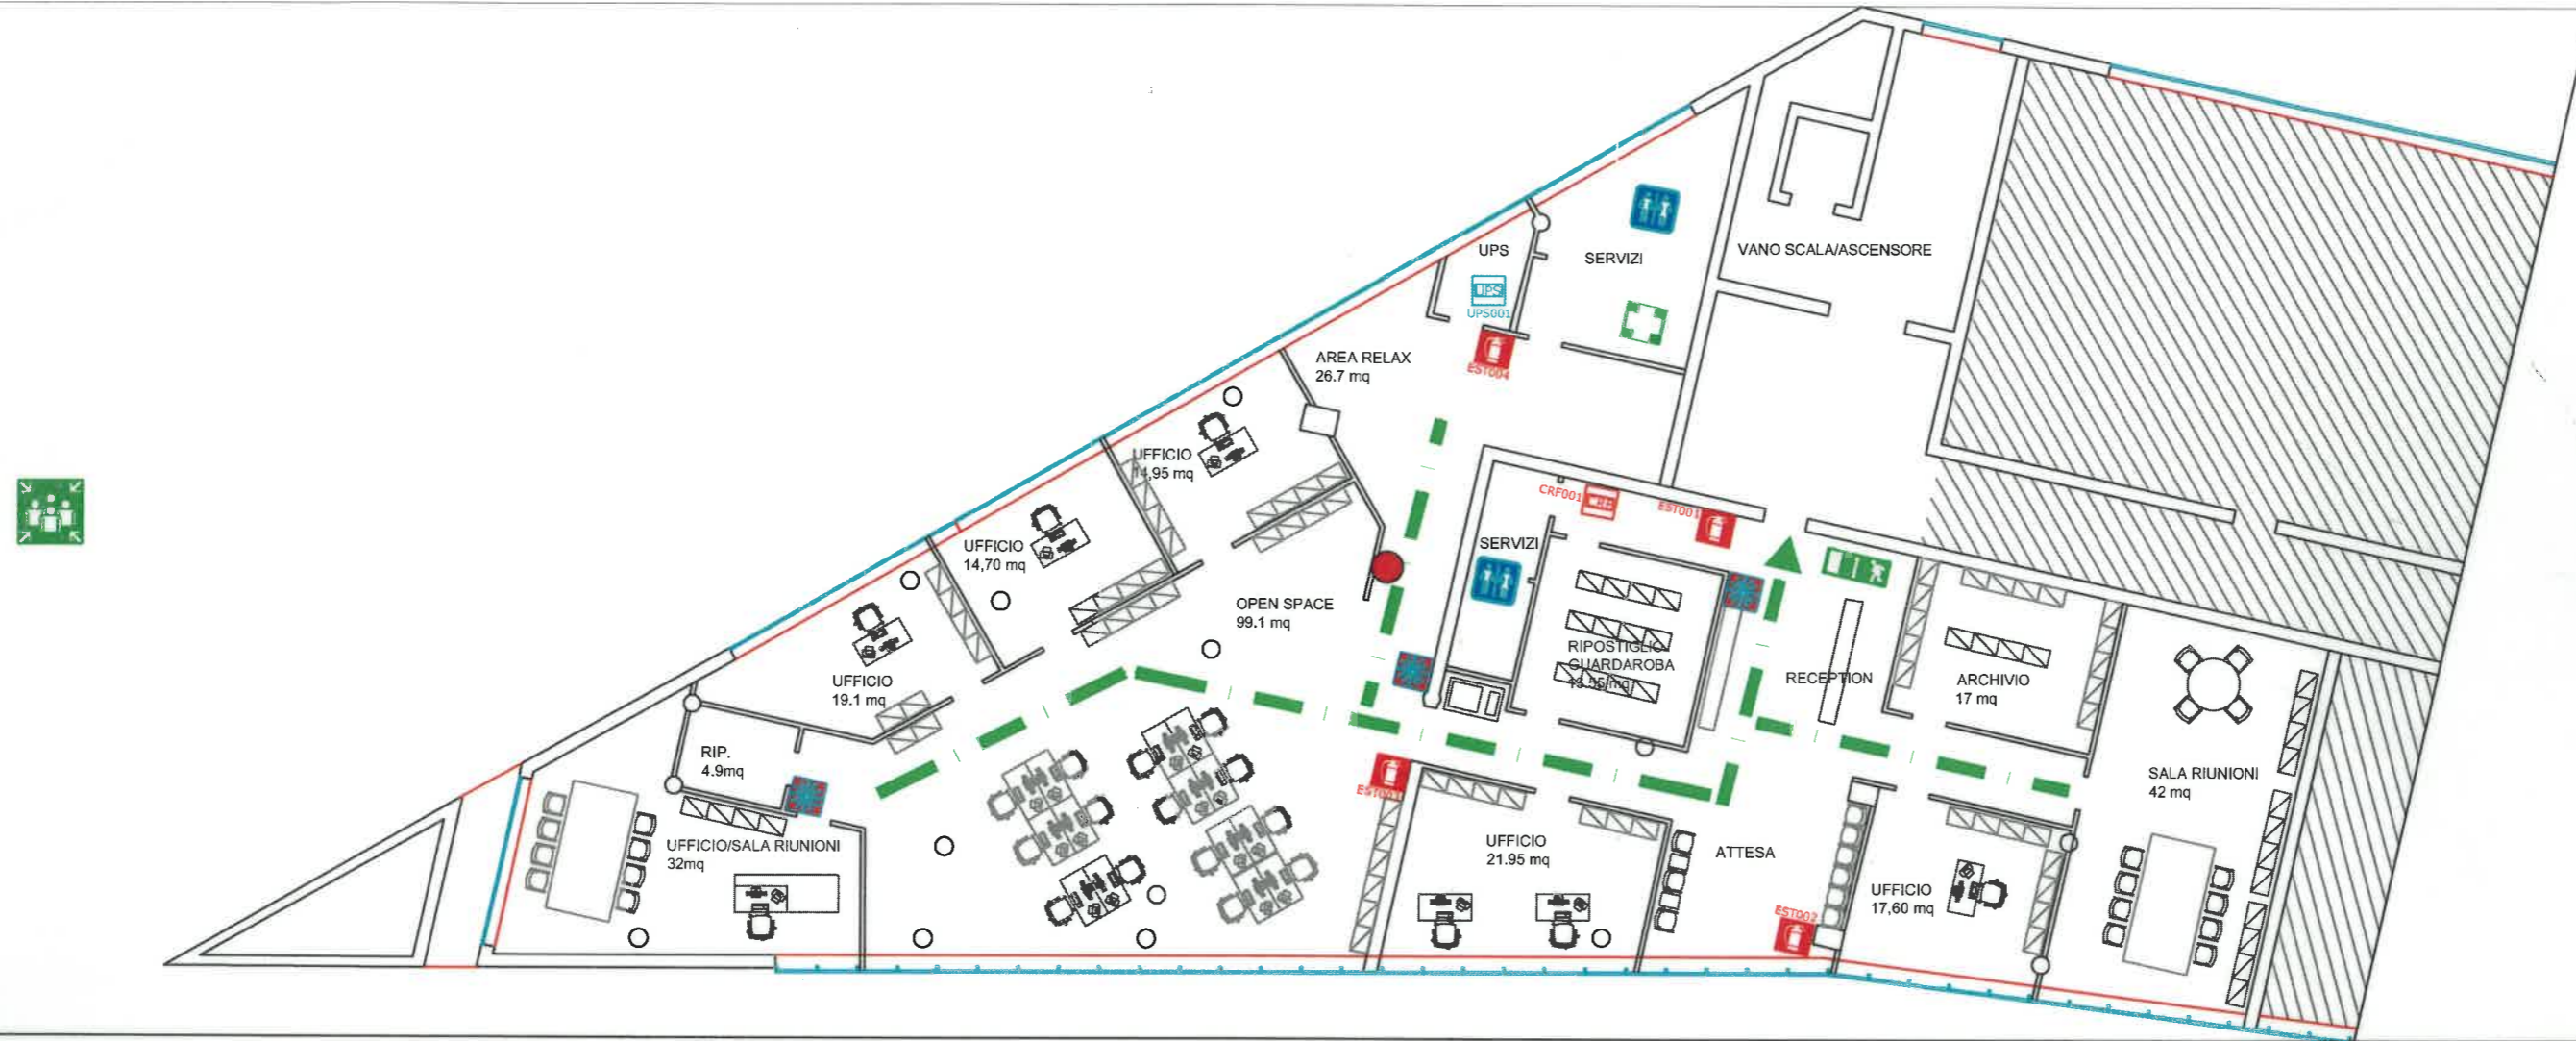 VANO SCALA/ASCENSORE
UPS
SERVIZI
UPS
UPS001
EST004
AREA RELAX
26.7 mq
UFFICIO
14,95 mq
CRF001
EST001
SERVIZI
UFFICIO
14,70 mq
OPEN SPACE
99.1 mq
RIPOSTIGLIO
GUARDAROBA
UFFICIO
19.1 mq
RECEPTION
ARCHIVIO
17 mq
RIP.
4.9mq
SALA RIUNIONI
42 mq
EST003
UFFICIO/SALA RIUNIONI
32mq
UFFICIO
21.95 mq
ATTESA
UFFICIO
17,60 mq
EST002